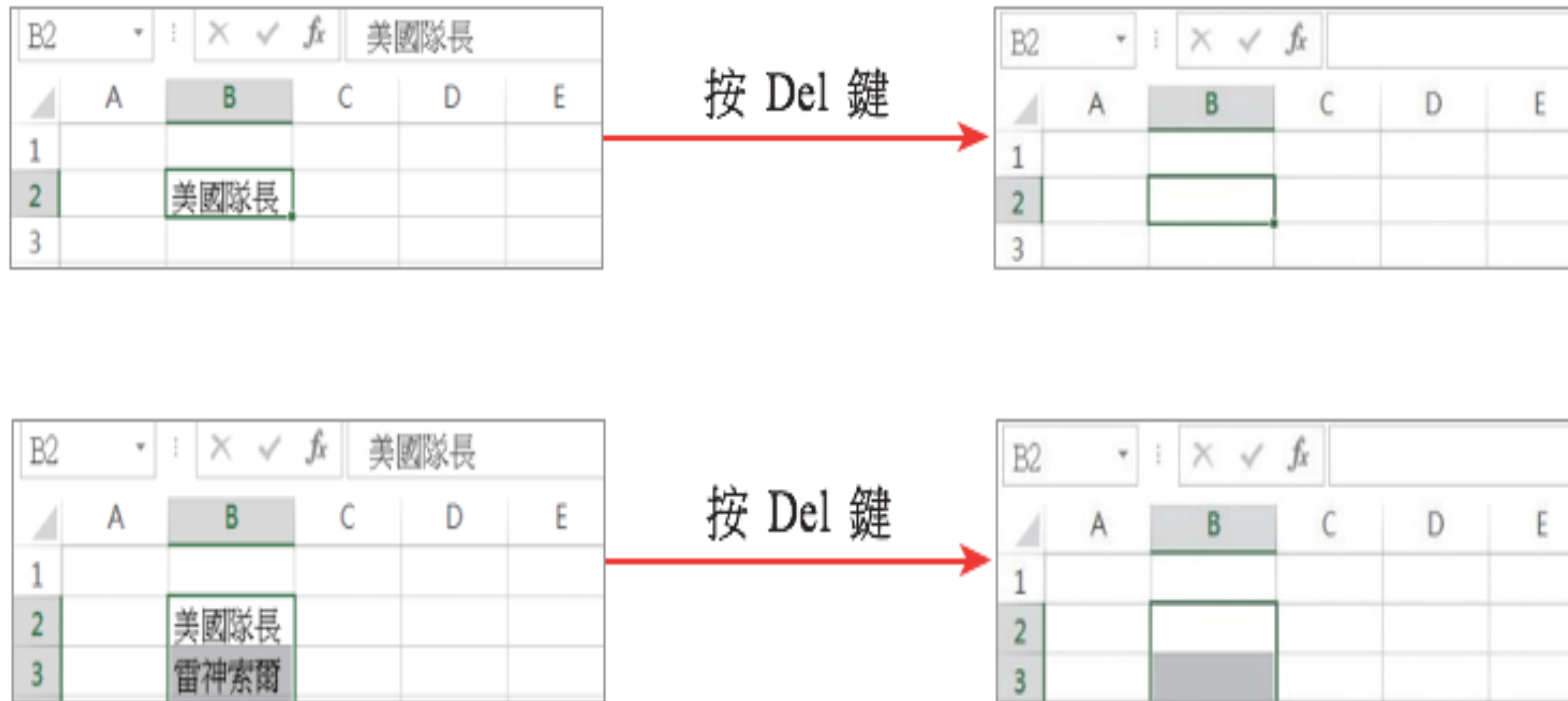 B2 fx 美國隊長
A B C D E
1
2 美國隊長
3
按 Del 鍵
B2 fx
A B C D E
1
2
3
B2 fx 美國隊長
A B C D E
1
2 美國隊長
3 雷神索爾
按 Del 鍵
B2 fx
A B C D E
1
2
3